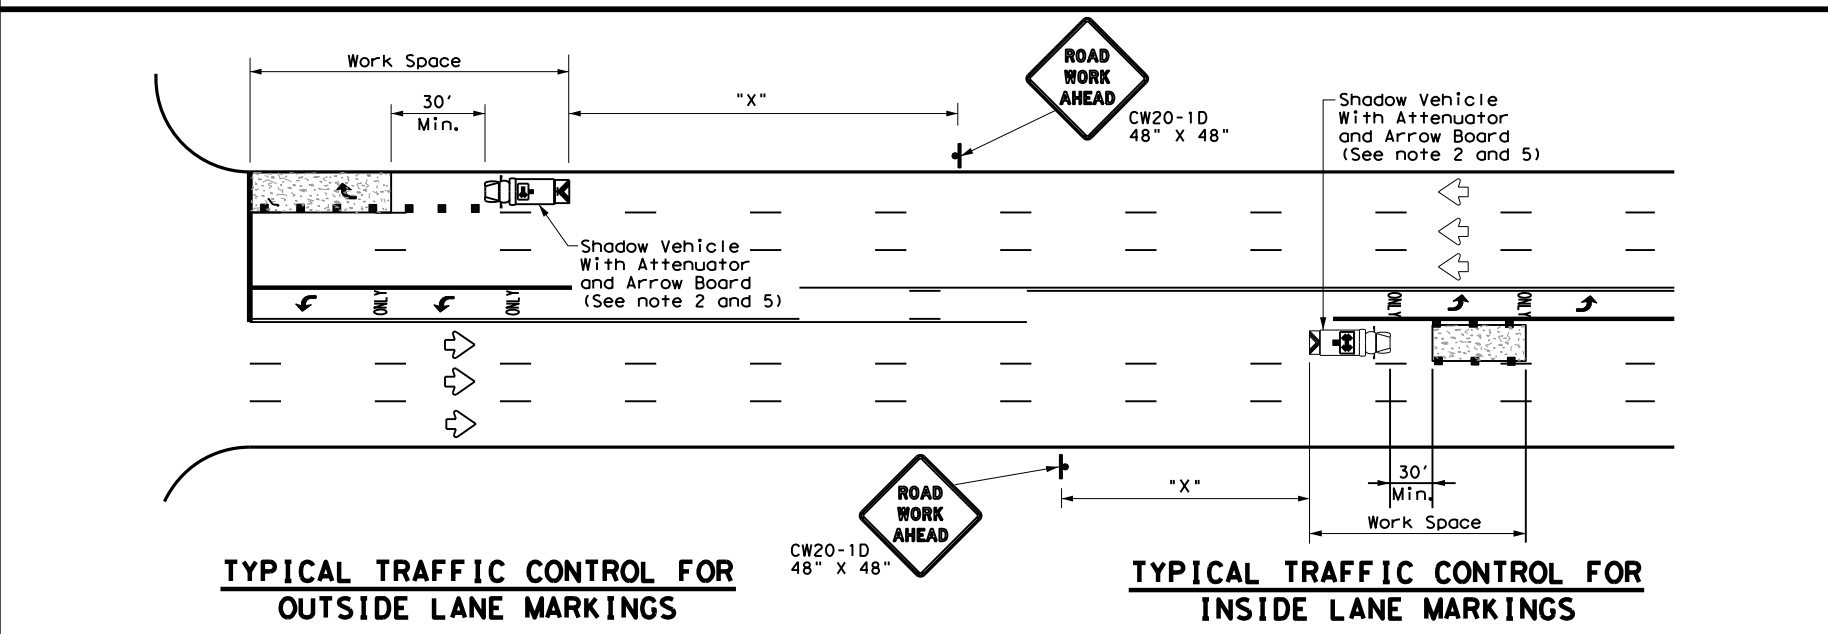 Work Space
30'
Min.
"X"
ROAD
WORK
AHEAD
CW20-1D
48" X 48"
Shadow Vehicle
With Attenuator
and Arrow Board
(See note 2 and 5)
Shadow Vehicle
With Attenuator
and Arrow Board
(See note 2 and 5)
ONLY
ONLY
ONLY
ONLY
ROAD
WORK
AHEAD
CW20-1D
48" X 48"
"X"
30'
Min.
Work Space
TYPICAL TRAFFIC CONTROL FOR
OUTSIDE LANE MARKINGS
TYPICAL TRAFFIC CONTROL FOR
INSIDE LANE MARKINGS